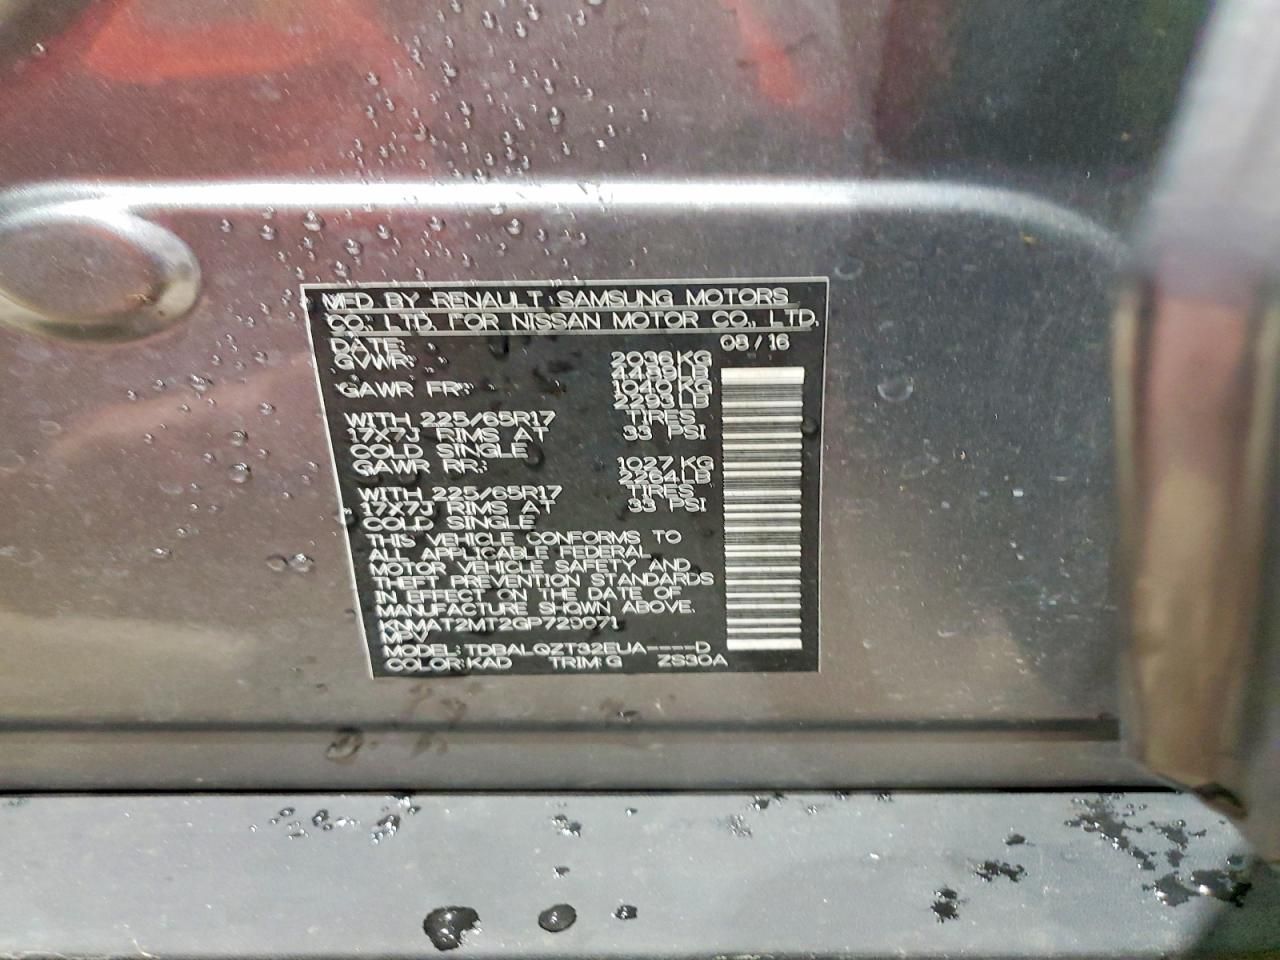 MFD BY RENAULT SAMSUNG MOTORS
CO., LTD. FOR NISSAN MOTOR CO., LTD.
DATE: 08/16
GVWR: 2036 KG
4489 LB
GAWR FR: 1040 KG
2293 LB
WITH 225/65R17 TIRES
17X7J RIMS AT 33 PSI
COLD SINGLE
GAWR RR: 1027 KG
2264 LB
WITH 225/65R17 TIRES
17X7J RIMS AT 33 PSI
COLD SINGLE
THIS VEHICLE CONFORMS TO
ALL APPLICABLE FEDERAL
MOTOR VEHICLE SAFETY AND
THEFT PREVENTION STANDARDS
IN EFFECT ON THE DATE OF
MANUFACTURE SHOWN ABOVE.
KNMAT2MT2GP720071
MPV
MODEL: TDBALQZT32EUA----D
COLOR: KAD TRIM: G ZS30A